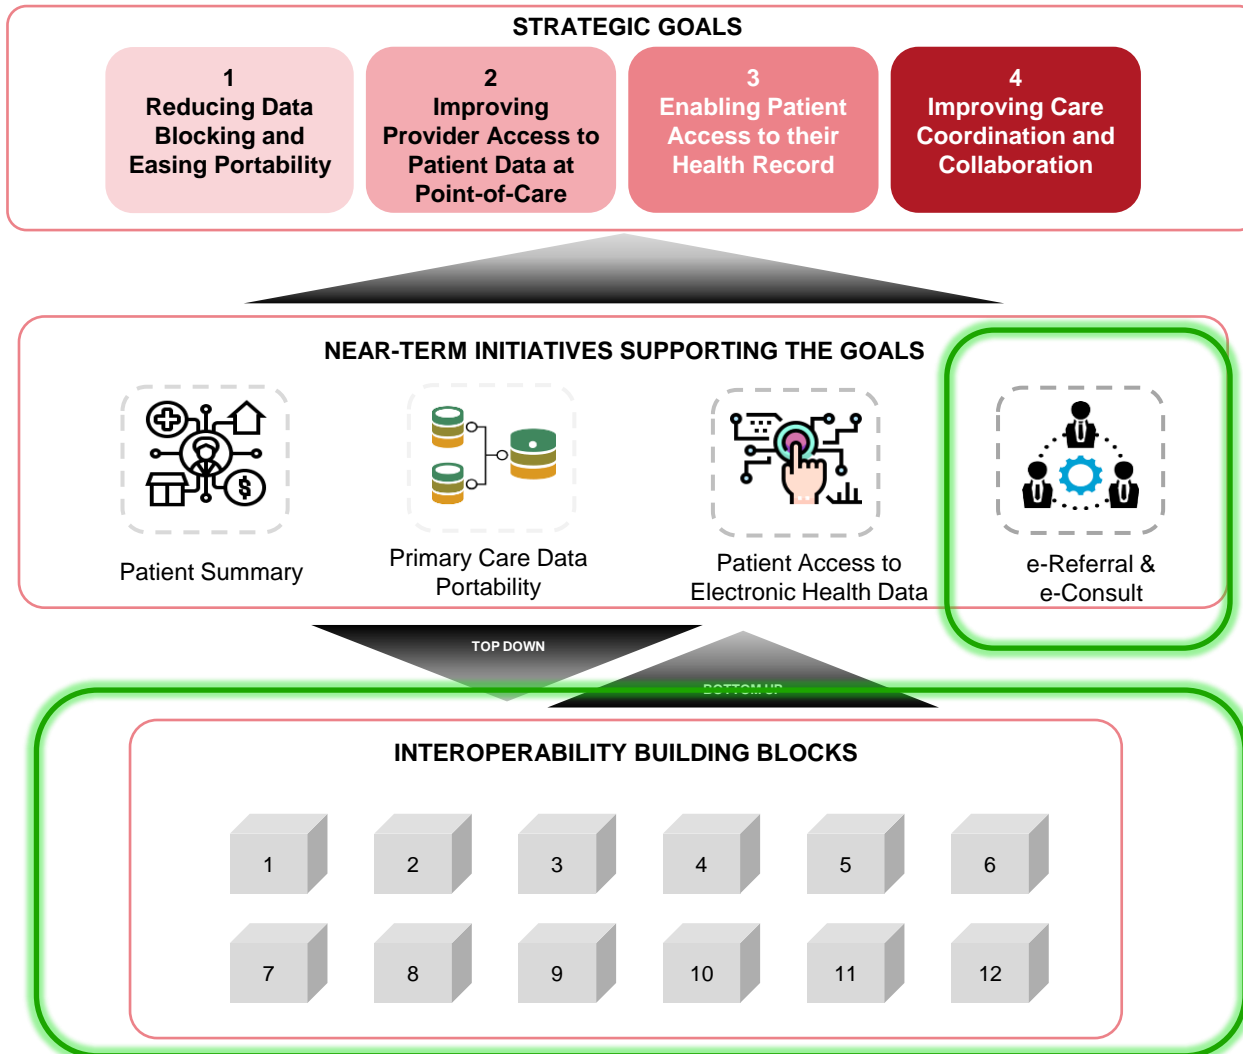 STRATEGIC GOALS
1
Reducing Data
Blocking and
Easing Portability
2
Improving
Provider Access to
Patient Data at
Point-of-Care
3
Enabling Patient
Access to their
Health Record
4
Improving Care
Coordination and
Collaboration
NEAR-TERM INITIATIVES SUPPORTING THE GOALS
$
Patient Summary
Primary Care Data
Portability
Patient Access to
Electronic Health Data
e-Referral &
e-Consult
TOP DOWN
BOTTOM UP
INTEROPERABILITY BUILDING BLOCKS
1
2
3
4
5
6
7
8
9
10
11
12